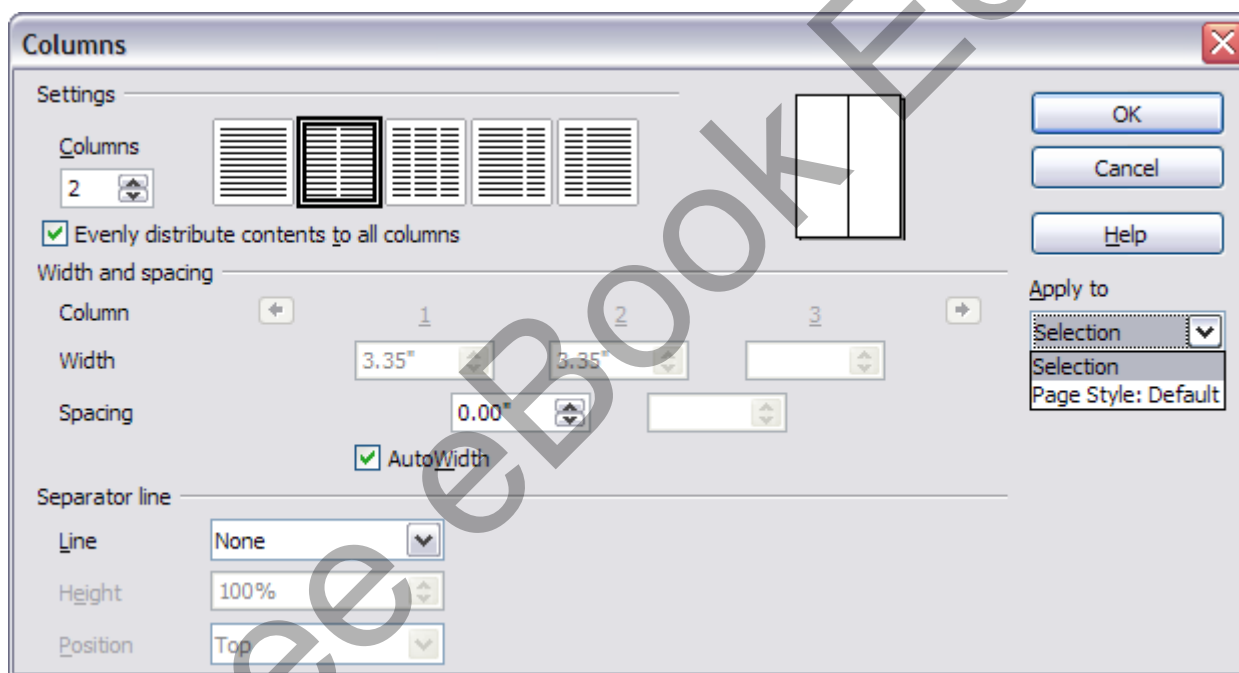 Columns
Settings
Columns
2
Evenly distribute contents to all columns
OK
Cancel
Help
Width and spacing
Column 1 2 3
Width 3.35" 3.35"
Spacing 0.00"
AutoWidth
Apply to
Selection
Selection
Page Style: Default
Separator line
Line None
Height 100%
Position Top
ee eBook E